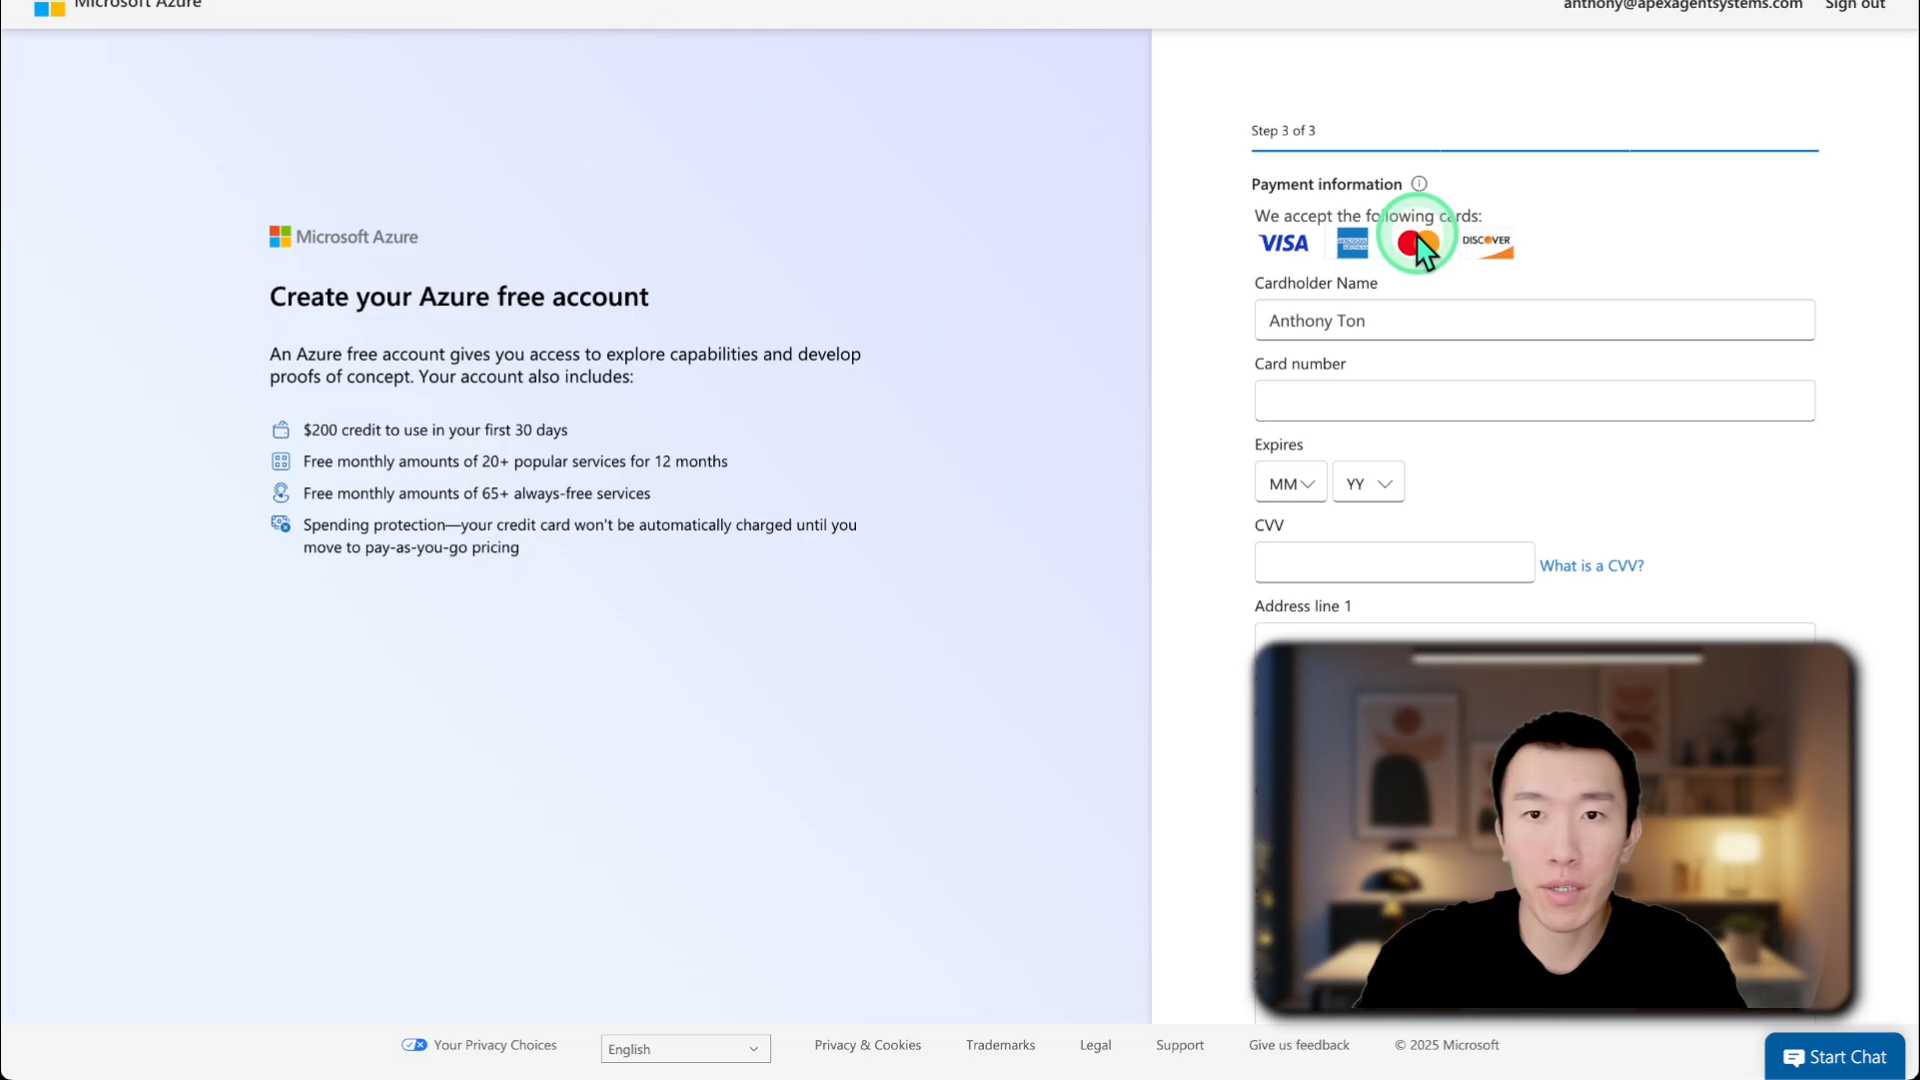 Microsoft Azure
anthony@apexagentsystems.com Sign out
Microsoft Azure
Create your Azure free account
An Azure free account gives you access to explore capabilities and develop
proofs of concept. Your account also includes:
$200 credit to use in your first 30 days
Free monthly amounts of 20+ popular services for 12 months
Free monthly amounts of 65+ always-free services
Spending protection—your credit card won't be automatically charged until you
move to pay-as-you-go pricing
Step 3 of 3
Payment information
We accept the following cards:
VISA DISCOVER
Cardholder Name
Anthony Ton
Card number
Expires
MM YY
CVV
What is a CVV?
Address line 1
Your Privacy Choices English Privacy & Cookies Trademarks Legal Support Give us feedback © 2025 Microsoft
Start Chat